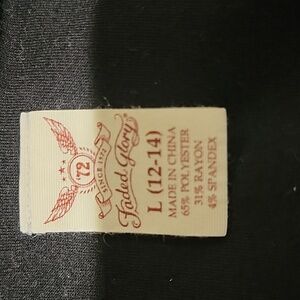 '72
SINCE 1972
Faded Glory
L (12-14)
MADE IN CHINA
65% POLYESTER
31% RAYON
4% SPANDEX